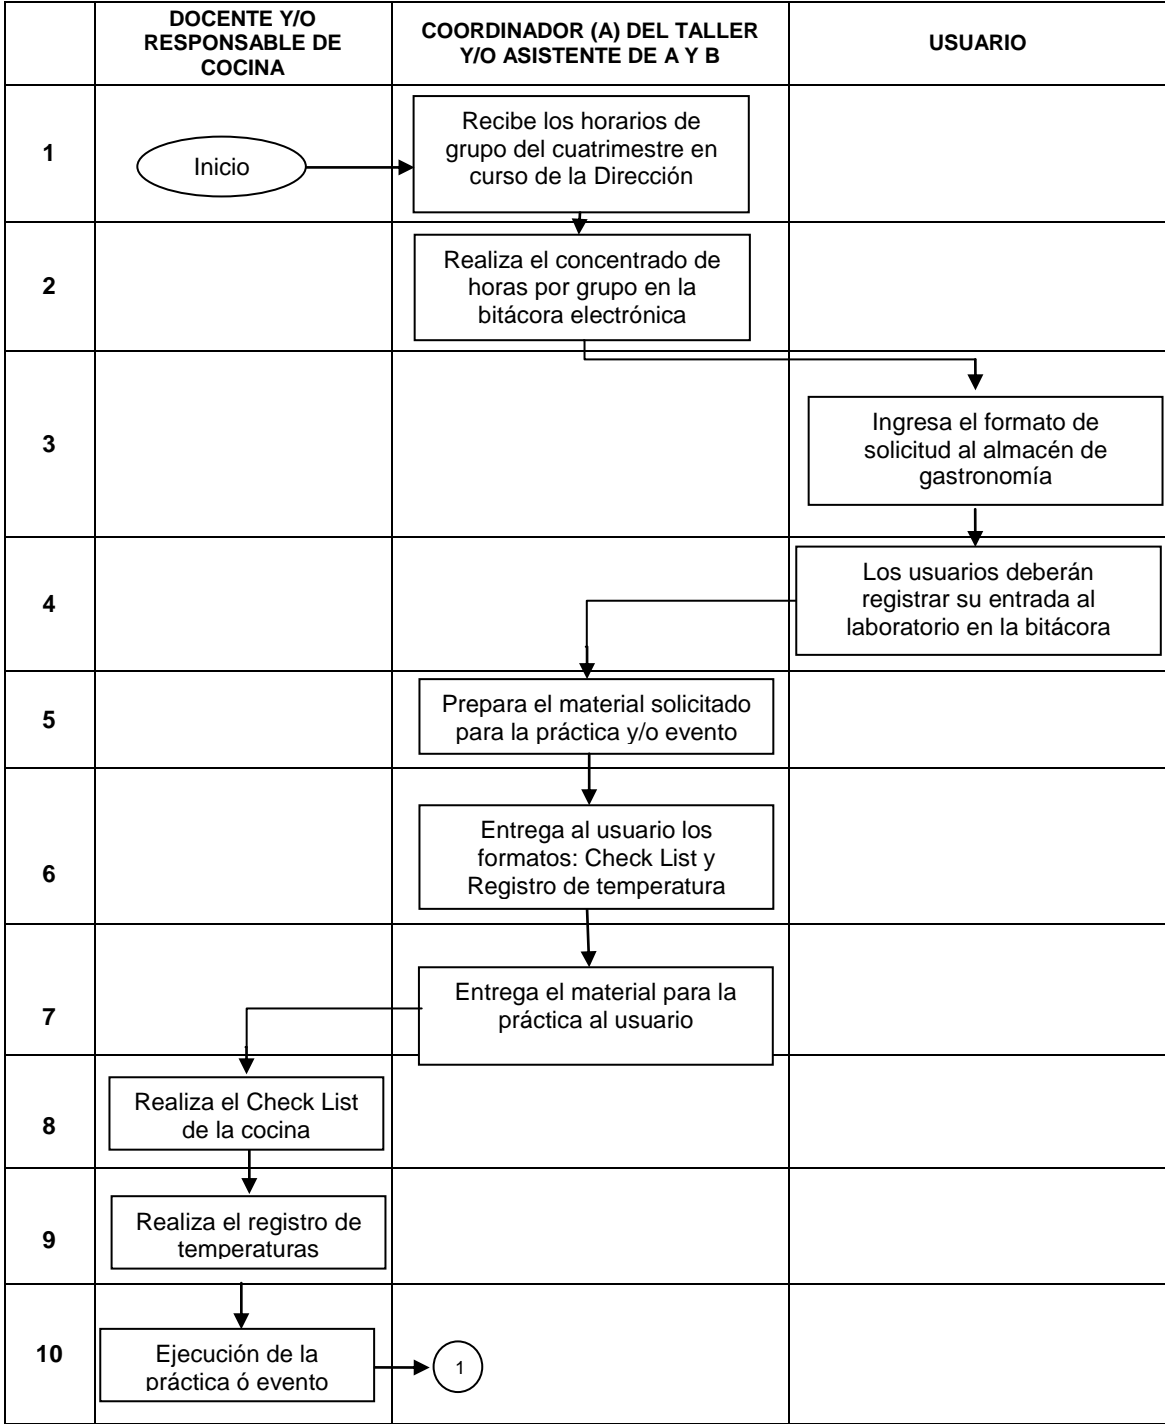 DOCENTE Y/O
RESPONSABLE DE
COCINA
COORDINADOR (A) DEL TALLER
Y/O ASISTENTE DE A Y B
USUARIO
1
Inicio
Recibe los horarios de
grupo del cuatrimestre en
curso de la Dirección
2
Realiza el concentrado de
horas por grupo en la
bitácora electrónica
3
Ingresa el formato de
solicitud al almacén de
gastronomía
4
Los usuarios deberán
registrar su entrada al
laboratorio en la bitácora
5
Prepara el material solicitado
para la práctica y/o evento
6
Entrega al usuario los
formatos: Check List y
Registro de temperatura
7
Entrega el material para la
práctica al usuario
8
Realiza el Check List
de la cocina
9
Realiza el registro de
temperaturas
10
Ejecución de la
práctica ó evento
1